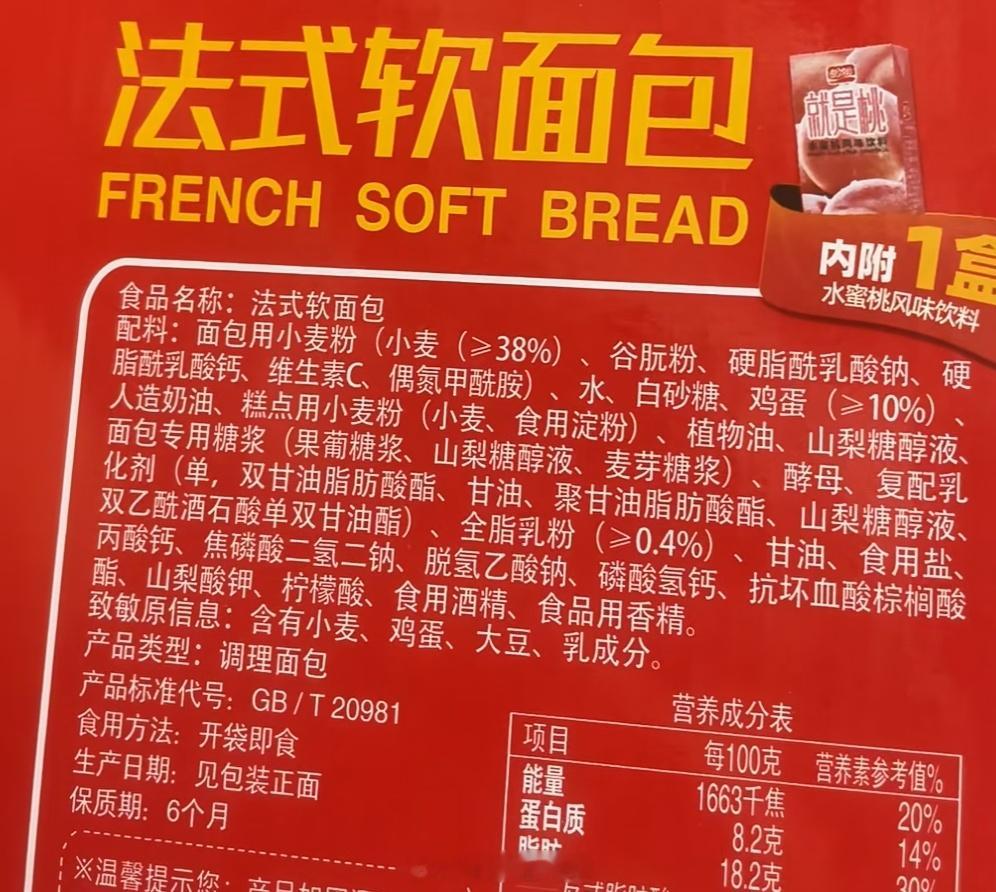 法式软面包
FRENCH SOFT BREAD
就是桃
内附1盒
水蜜桃风味饮料
食品名称：法式软面包
配料：面包用小麦粉（小麦（≥38%）、谷朊粉、硬脂酰乳酸钠、硬
脂酰乳酸钙、维生素C、偶氮甲酰胺）、水、白砂糖、鸡蛋（≥10%）、
人造奶油、糕点用小麦粉（小麦、食用淀粉）、植物油、山梨糖醇液、
面包专用糖浆（果葡糖浆、山梨糖醇液、麦芽糖浆）、酵母、复配乳
化剂（单，双甘油脂肪酸酯、甘油、聚甘油脂肪酸酯、山梨糖醇液、
双乙酰酒石酸单双甘油酯）、全脂乳粉（≥0.4%）、甘油、食用盐、
丙酸钙、焦磷酸二氢二钠、脱氢乙酸钠、磷酸氢钙、抗坏血酸棕榈酸
酯、山梨酸钾、柠檬酸、食用酒精、食品用香精。
致敏原信息：含有小麦、鸡蛋、大豆、乳成分。
产品类型：调理面包
产品标准代号：GB/T 20981
食用方法：开袋即食
生产日期：见包装正面
保质期：6个月
※温馨提示您：
营养成分表
项目 每100克 营养素参考值%
能量 1663千焦 20%
蛋白质 8.2克 14%
脂肪 18.2克 30%